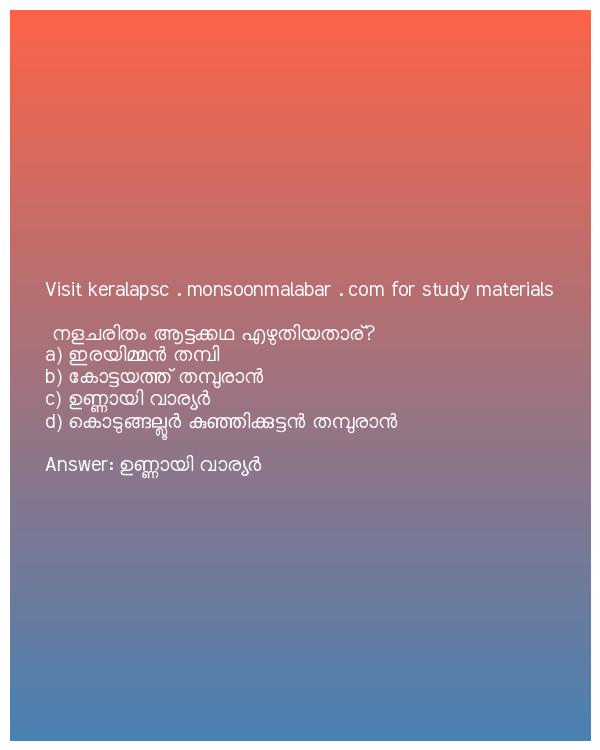 Visit keralapsc . monsoonmalabar . com for study materials
നളചരിതം ആട്ടക്കഥ എഴുതിയതാര്?
a) ഇരയിമ്മൻ തമ്പി
b) കോട്ടയത്ത് തമ്പുരാൻ
c) ഉണ്ണായി വാര്യർ
d) കൊടുങ്ങല്ലൂർ കുഞ്ഞിക്കുട്ടൻ തമ്പുരാൻ
Answer: ഉണ്ണായി വാര്യർ